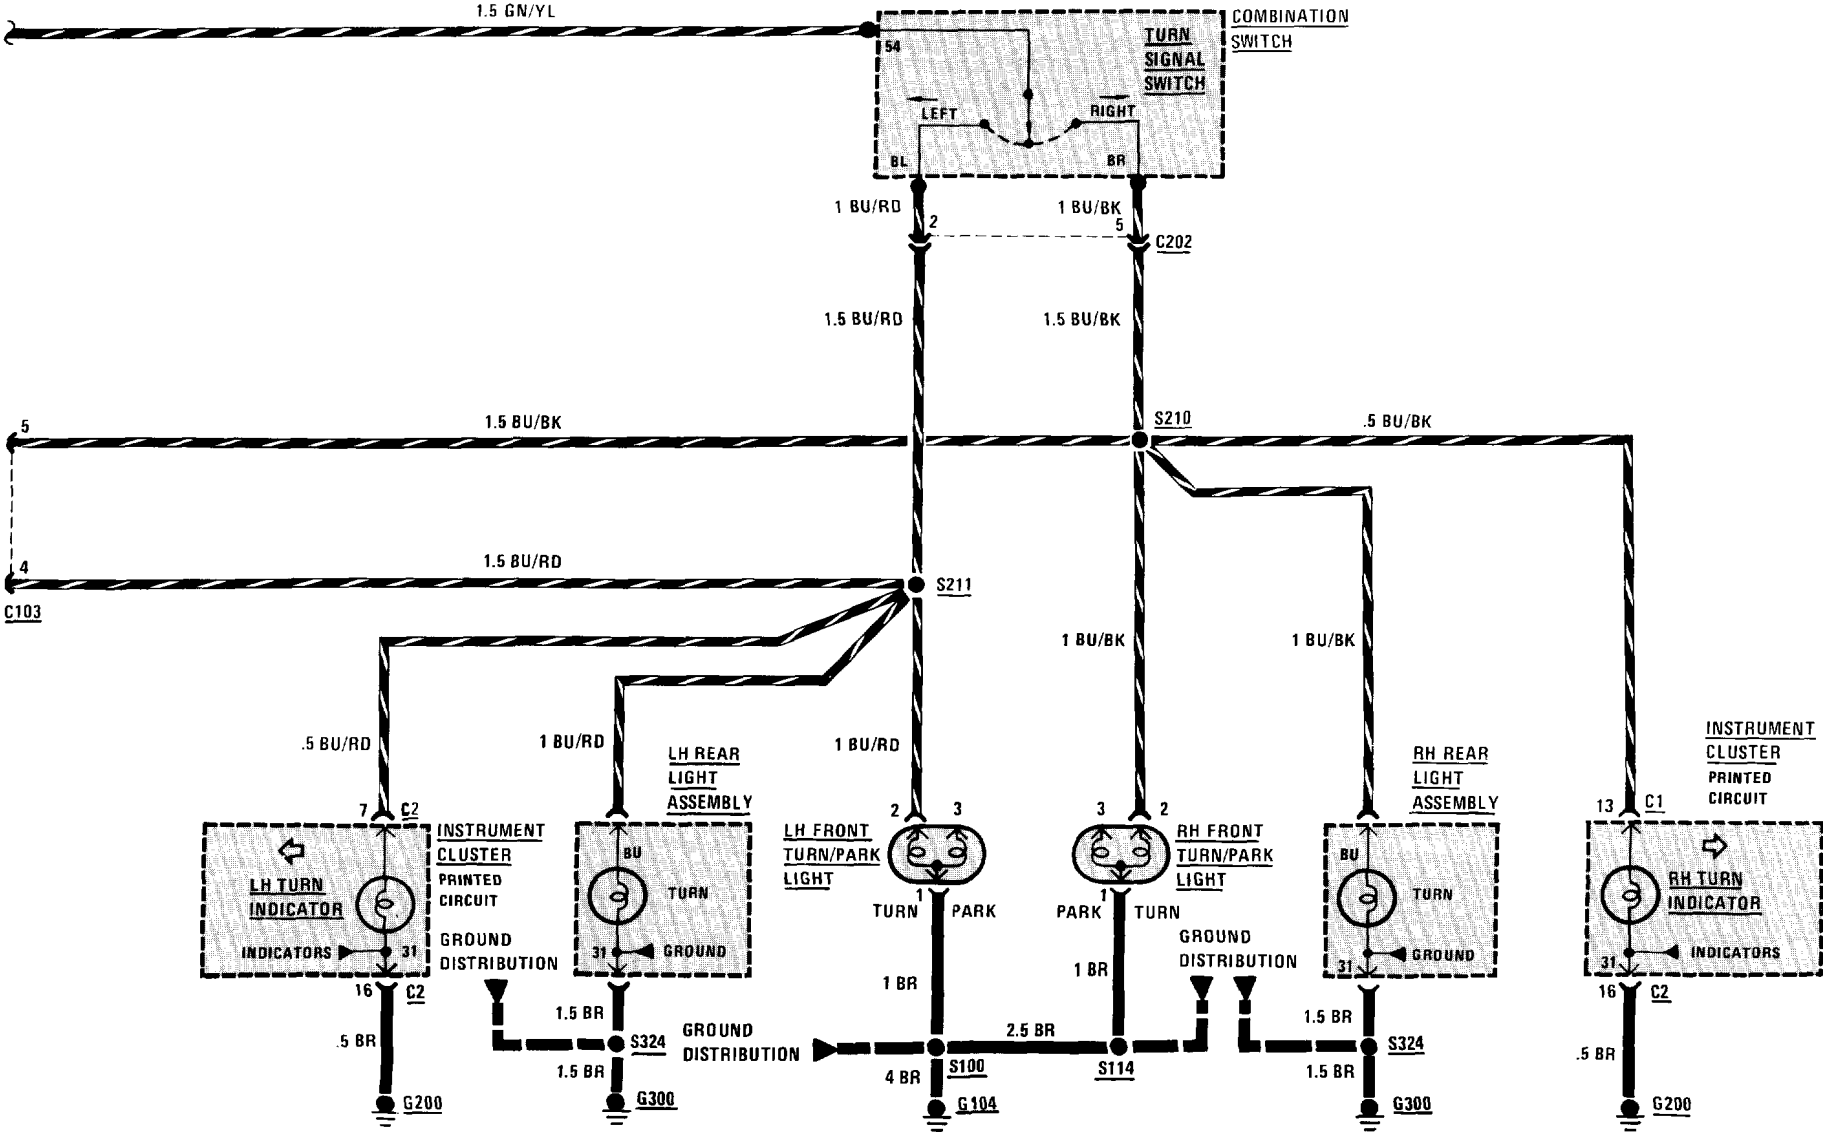 1.5 GN/YL
COMBINATION
SWITCH
54
TURN
SIGNAL
SWITCH
LEFT
RIGHT
BL
BR
1 BU/RD
2
1 BU/BK
5
C202
1.5 BU/RD
1.5 BU/BK
5
1.5 BU/BK
S210
.5 BU/BK
4
1.5 BU/RD
S211
C103
1 BU/BK
1 BU/BK
.5 BU/RD
1 BU/RD
1 BU/RD
LH REAR
LIGHT
ASSEMBLY
RH REAR
LIGHT
ASSEMBLY
INSTRUMENT
CLUSTER
PRINTED
CIRCUIT
7
C2
2
3
3
2
13
C1
INSTRUMENT
CLUSTER
PRINTED
CIRCUIT
LH TURN
INDICATOR
INDICATORS
31
BU
TURN
31
GROUND
LH FRONT
TURN/PARK
LIGHT
1
TURN
PARK
RH FRONT
TURN/PARK
LIGHT
1
PARK
TURN
BU
TURN
31
GROUND
RH TURN
INDICATOR
INDICATORS
31
GROUND
DISTRIBUTION
GROUND
DISTRIBUTION
16
C2
16
C2
.5 BR
1.5 BR
S324
1.5 BR
GROUND
DISTRIBUTION
1 BR
1 BR
2.5 BR
S100
S114
4 BR
1.5 BR
S324
1.5 BR
.5 BR
G200
G300
G104
G300
G200